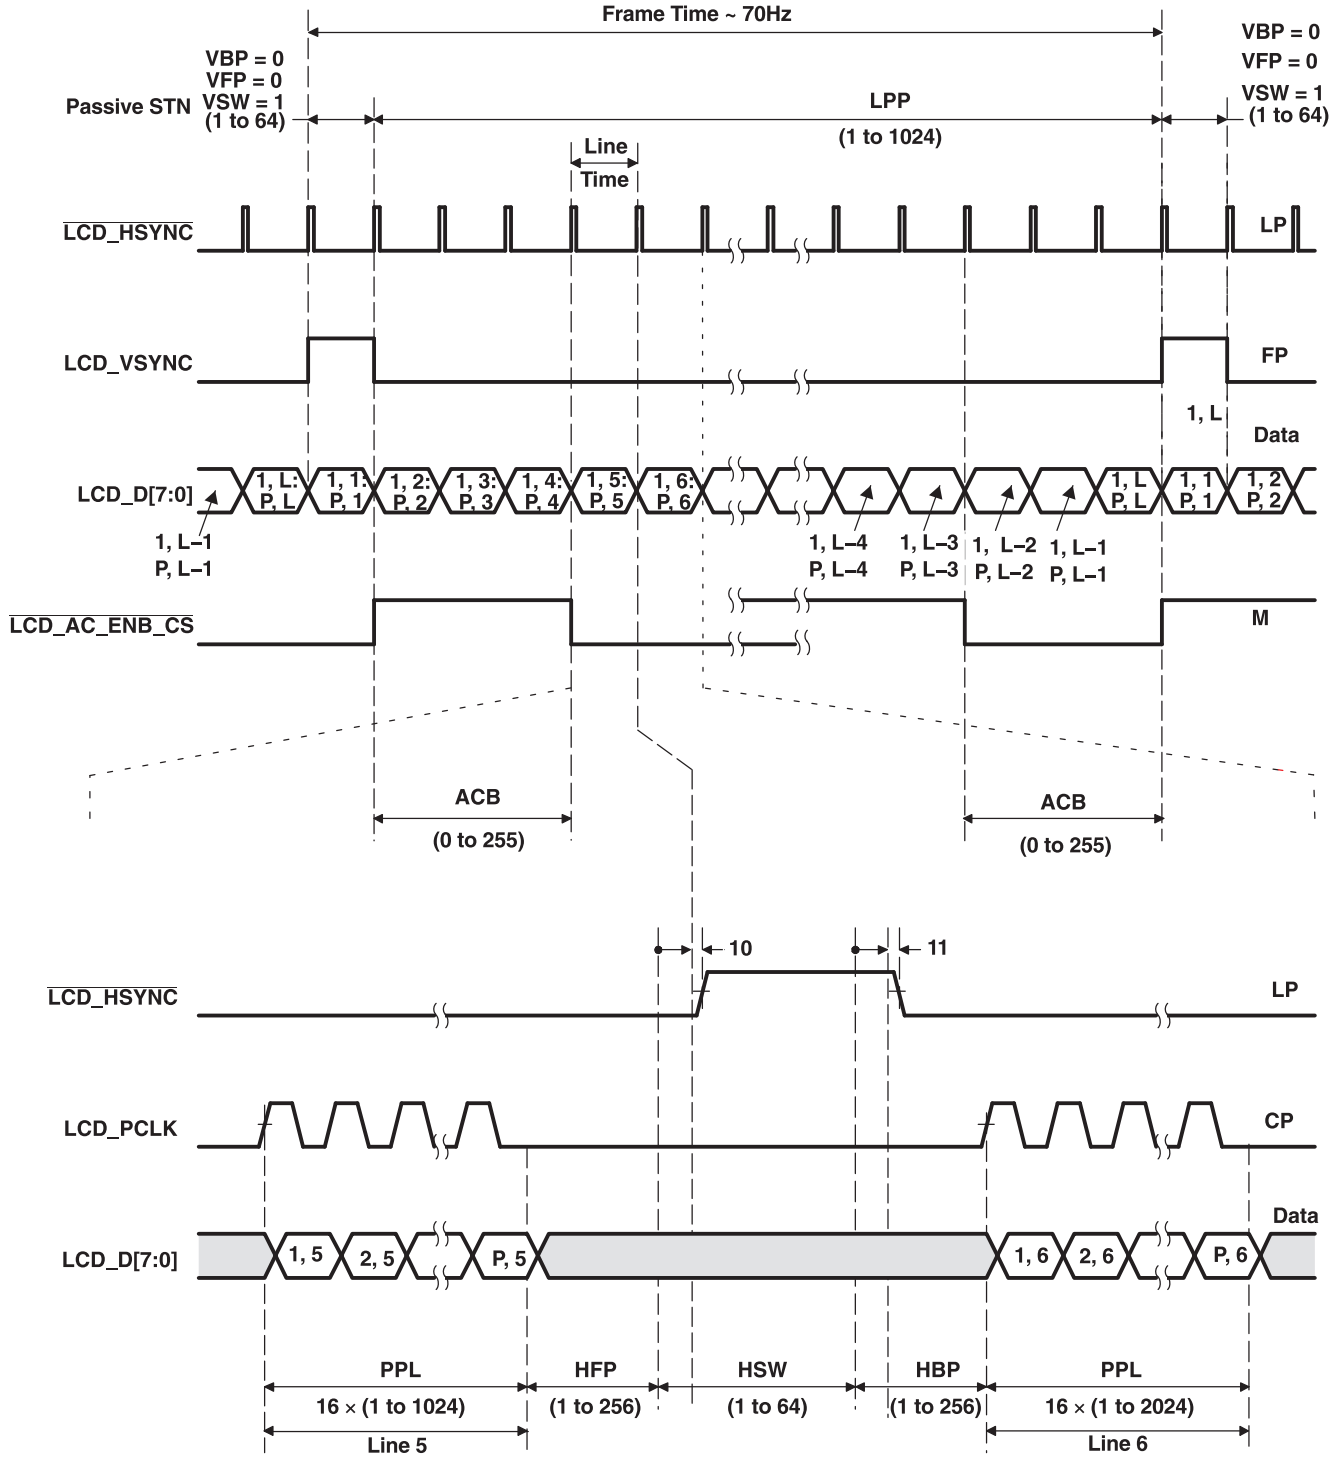 Frame Time ~ 70Hz
VBP = 0
VFP = 0
VSW = 1
(1 to 64)
VBP = 0
VFP = 0
VSW = 1
(1 to 64)
Passive STN
LPP
(1 to 1024)
Line
Time
LCD_HSYNC
LP
LCD_VSYNC
FP
1, L
Data
LCD_D[7:0]
1, L: P, L
1, 1: P, 1
1, 2: P, 2
1, 3: P, 3
1, 4: P, 4
1, 5: P, 5
1, 6: P, 6
1, L P, L
1, 1 P, 1
1, 2 P, 2
1, L–1
P, L–1
1, L–4
P, L–4
1, L–3
P, L–3
1, L–2
P, L–2
1, L–1
P, L–1
LCD_AC_ENB_CS
M
ACB
(0 to 255)
ACB
(0 to 255)
10
11
LCD_HSYNC
LP
LCD_PCLK
CP
Data
LCD_D[7:0]
1, 5
2, 5
P, 5
1, 6
2, 6
P, 6
PPL
HFP
HSW
HBP
PPL
16 × (1 to 1024)
(1 to 256)
(1 to 64)
(1 to 256)
16 × (1 to 2024)
Line 5
Line 6